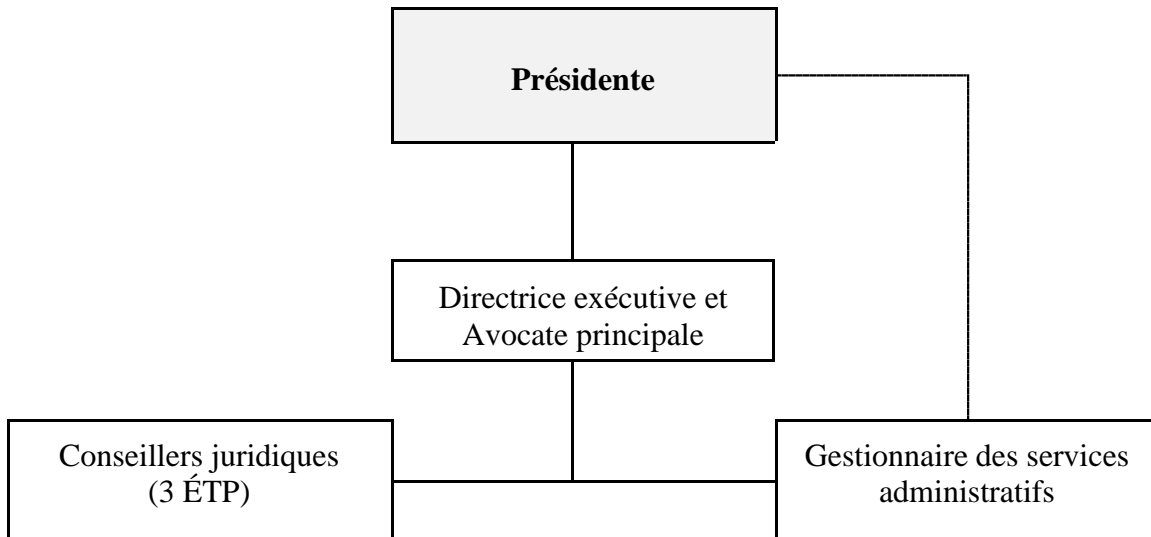 Présidente
Directrice exécutive et
Avocate principale
Conseillers juridiques
(3 ÉTP)
Gestionnaire des services
administratifs